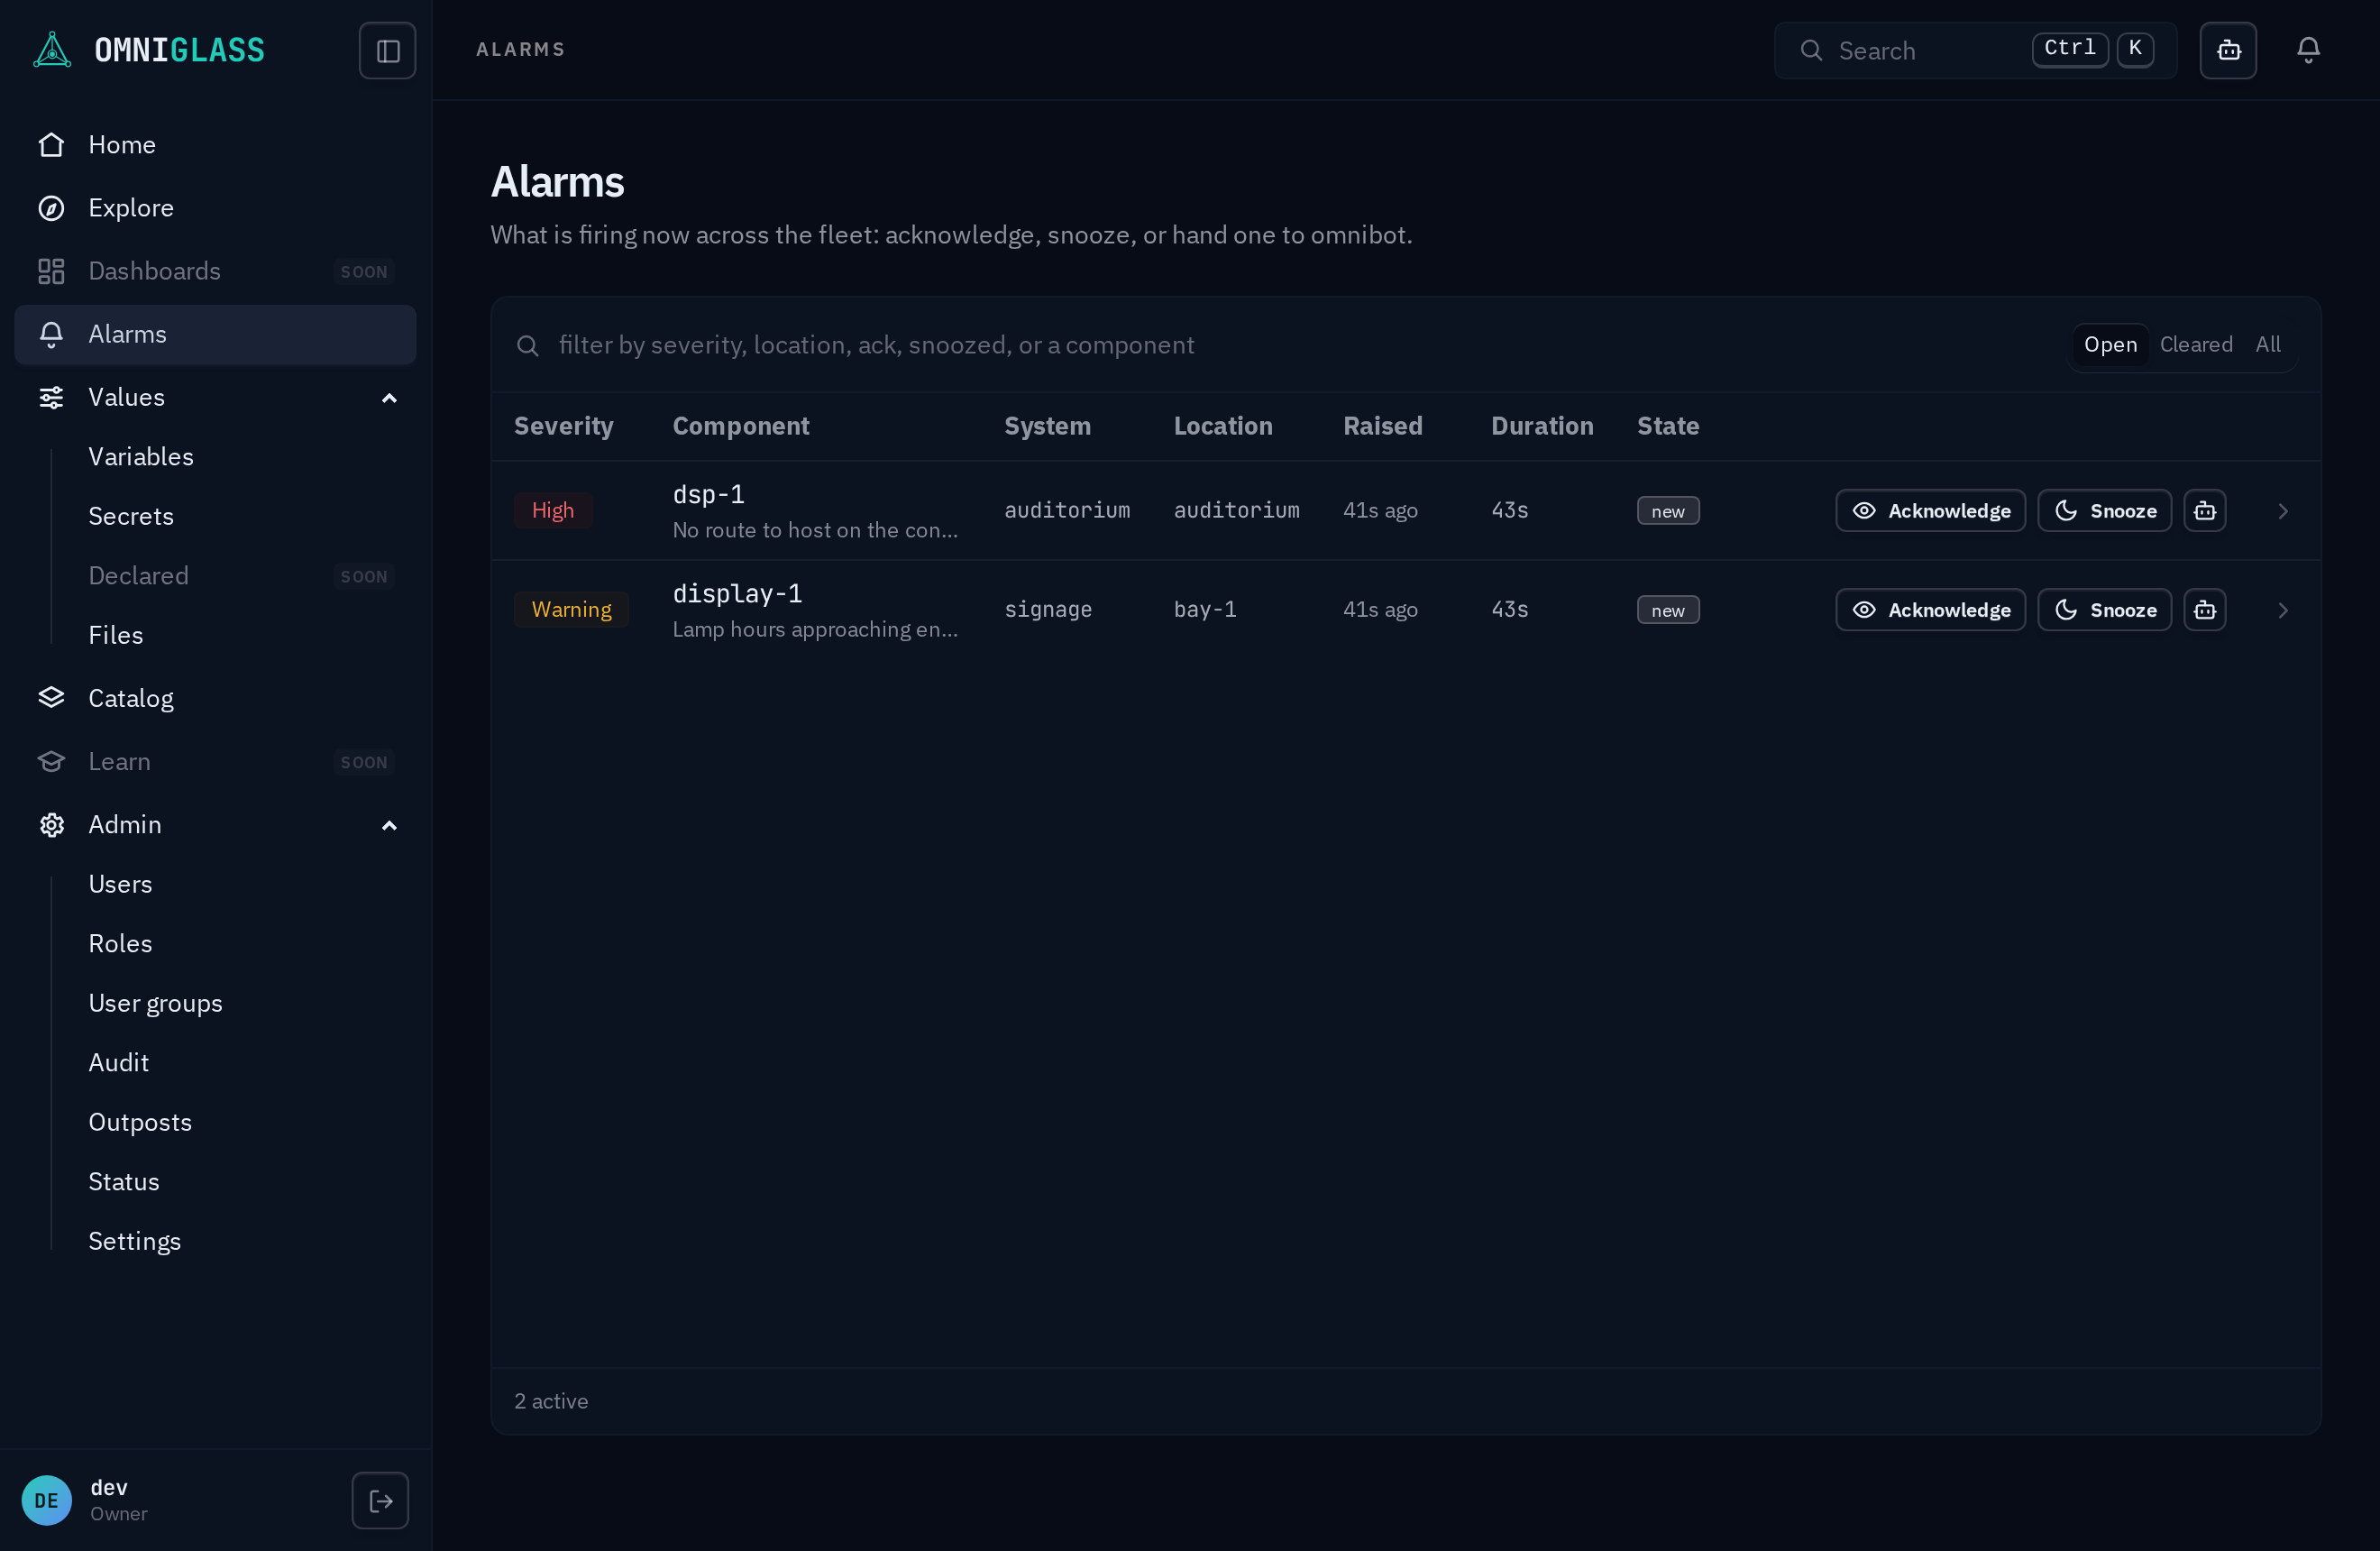 OMNIGLASS
ALARMS
Search Ctrl K
Home
Explore
Dashboards SOON
Alarms
Values
Variables
Secrets
Declared SOON
Files
Catalog
Learn SOON
Admin
Users
Roles
User groups
Audit
Outposts
Status
Settings
DE dev
Owner
Alarms
What is firing now across the fleet: acknowledge, snooze, or hand one to omnibot.
filter by severity, location, ack, snoozed, or a component Open Cleared All
Severity Component System Location Raised Duration State
High dsp-1 auditorium auditorium 41s ago 43s new Acknowledge Snooze
No route to host on the con...
Warning display-1 signage bay-1 41s ago 43s new Acknowledge Snooze
Lamp hours approaching en...
2 active